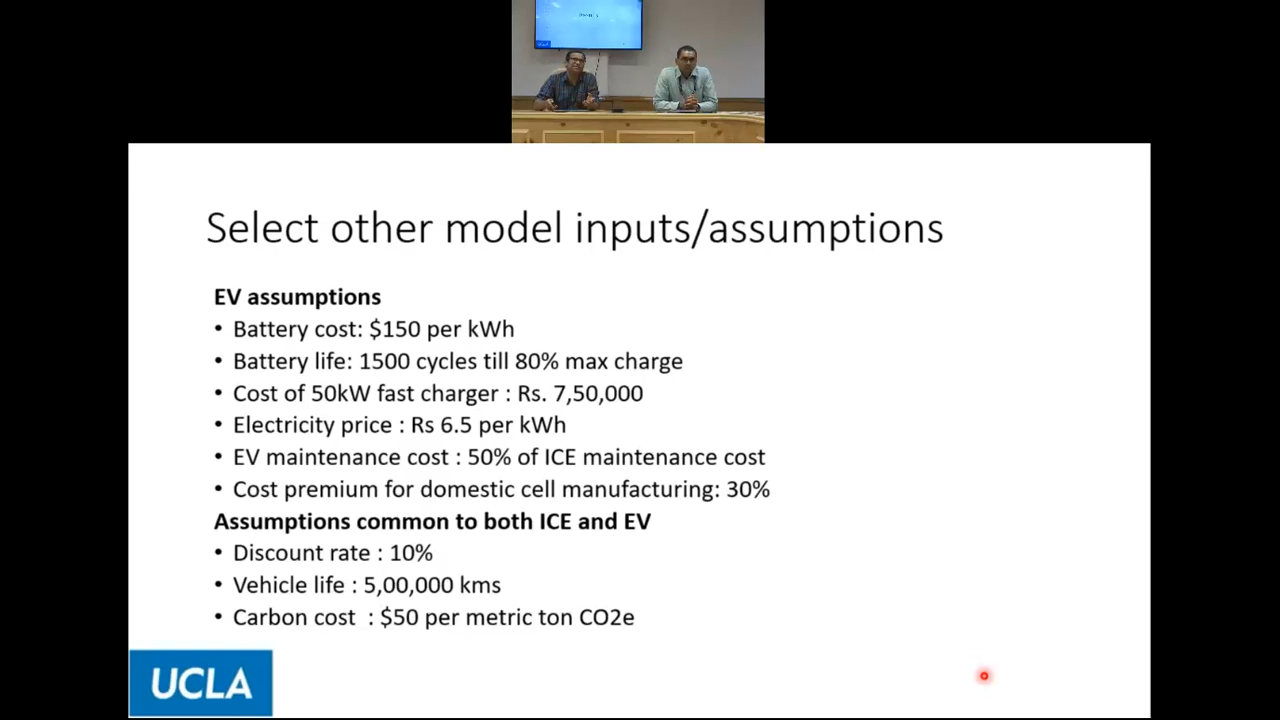 Select other model inputs/assumptions
EV assumptions
• Battery cost: $150 per kWh
• Battery life: 1500 cycles till 80% max charge
• Cost of 50kW fast charger : Rs. 7,50,000
• Electricity price : Rs 6.5 per kWh
• EV maintenance cost : 50% of ICE maintenance cost
• Cost premium for domestic cell manufacturing: 30%
Assumptions common to both ICE and EV
• Discount rate : 10%
• Vehicle life : 5,00,000 kms
• Carbon cost  : $50 per metric ton CO2e
UCLA